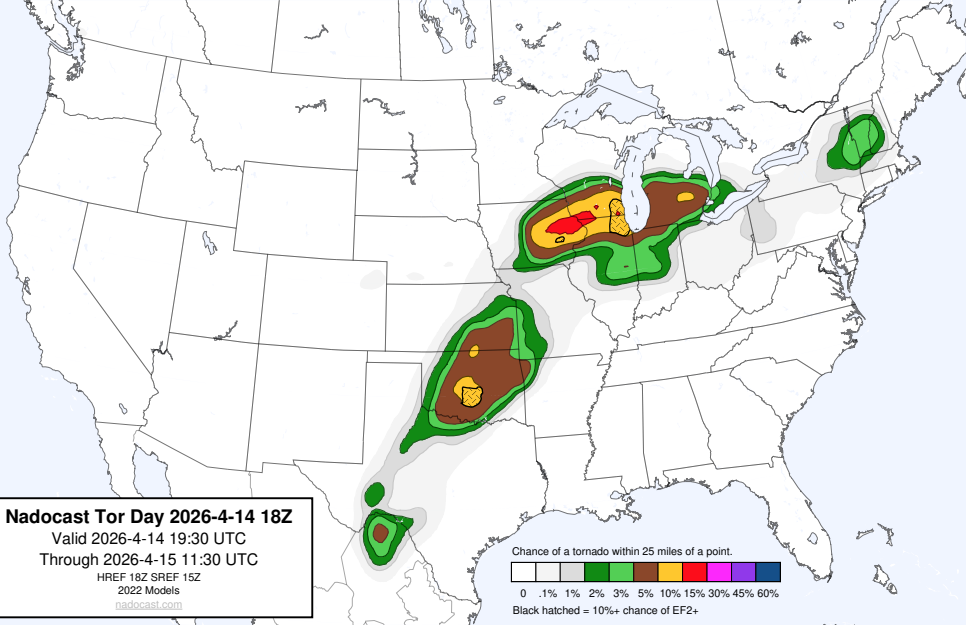 Nadocast Tor Day 2026-4-14 18Z
Valid 2026-4-14 19:30 UTC
Through 2026-4-15 11:30 UTC
HREF 18Z SREF 15Z
2022 Models
nadocast.com
Chance of a tornado within 25 miles of a point.
0 .1% 1% 2% 3% 5% 10% 15% 30% 45% 60%
Black hatched = 10%+ chance of EF2+